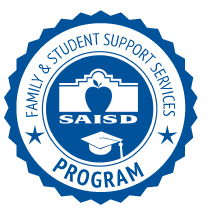 FAMILY & STUDENT SUPPORT SERVICES
SAISD
PROGRAM